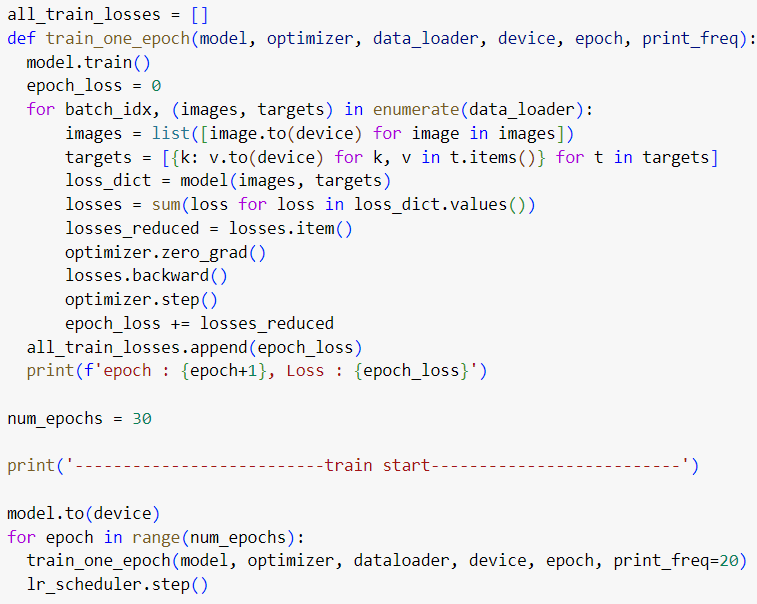 all_train_losses = []
def train_one_epoch(model, optimizer, data_loader, device, epoch, print_freq):
  model.train()
  epoch_loss = 0
  for batch_idx, (images, targets) in enumerate(data_loader):
      images = list([image.to(device) for image in images])
      targets = [{k: v.to(device) for k, v in t.items()} for t in targets]
      loss_dict = model(images, targets)
      losses = sum(loss for loss in loss_dict.values())
      losses_reduced = losses.item()
      optimizer.zero_grad()
      losses.backward()
      optimizer.step()
      epoch_loss += losses_reduced
  all_train_losses.append(epoch_loss)
  print(f'epoch : {epoch+1}, Loss : {epoch_loss}')

num_epochs = 30

print('--------------------------train start--------------------------')

model.to(device)
for epoch in range(num_epochs):
  train_one_epoch(model, optimizer, dataloader, device, epoch, print_freq=20)
  lr_scheduler.step()